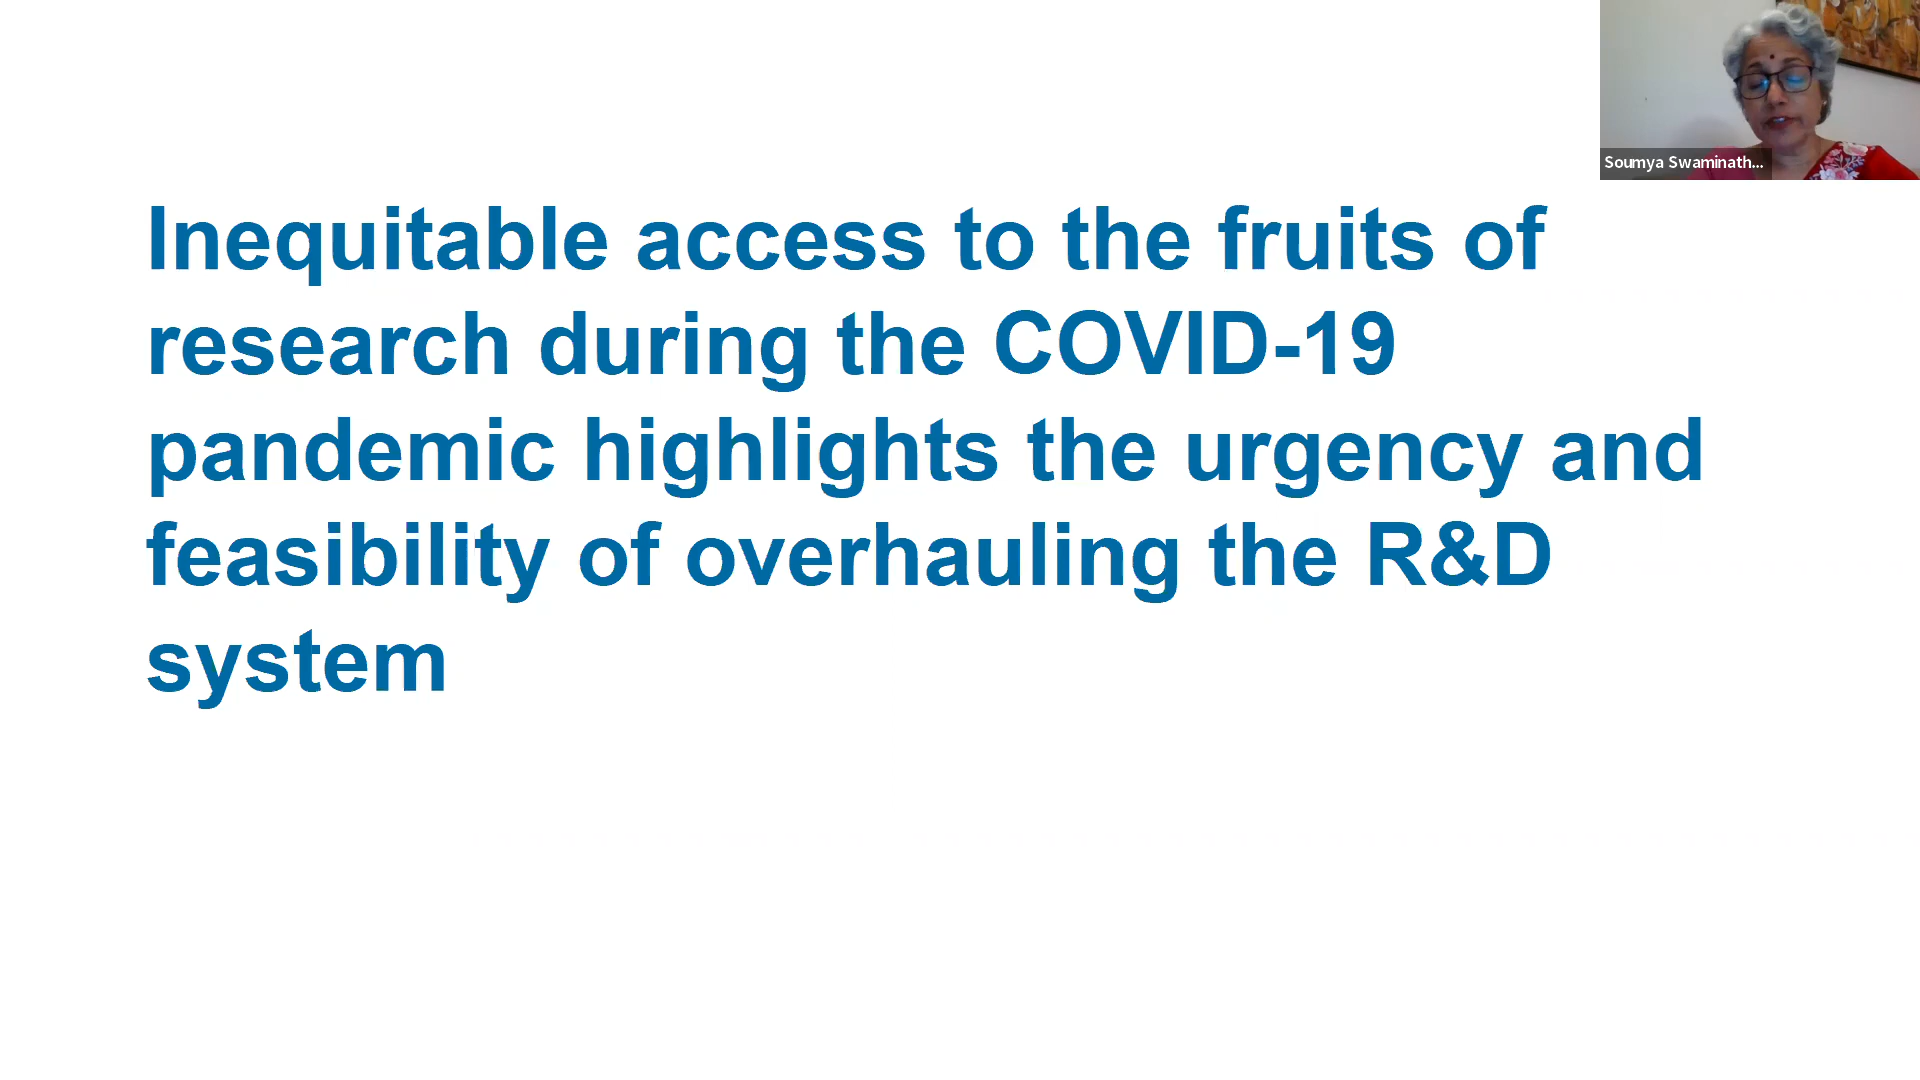 Soumya Swaminath...
Inequitable access to the fruits of
research during the COVID-19
pandemic highlights the urgency and
feasibility of overhauling the R&D
system